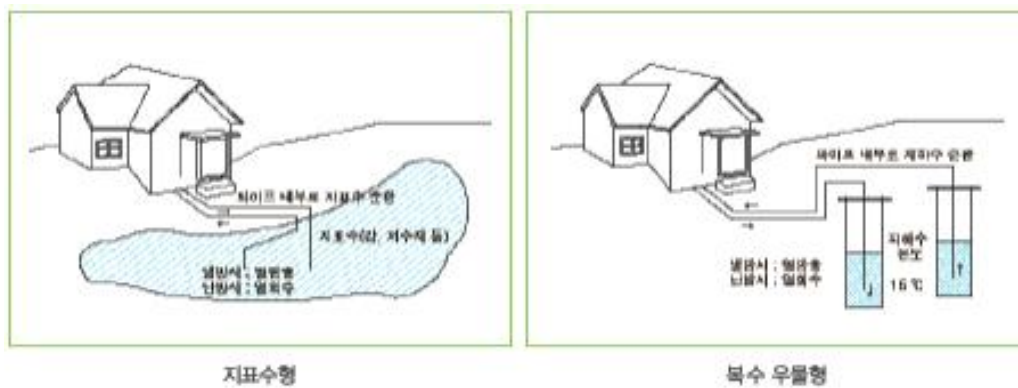 파이프 내부로 지표수 순환
지표수(강, 저수지 등)
냉방시 ; 열방출
난방시 ; 열회수
지표수형
파이프 내부로 지하수 순환
지하수
온도
냉방시 ; 열방출
난방시 ; 열회수
15 ℃
복수 우물형